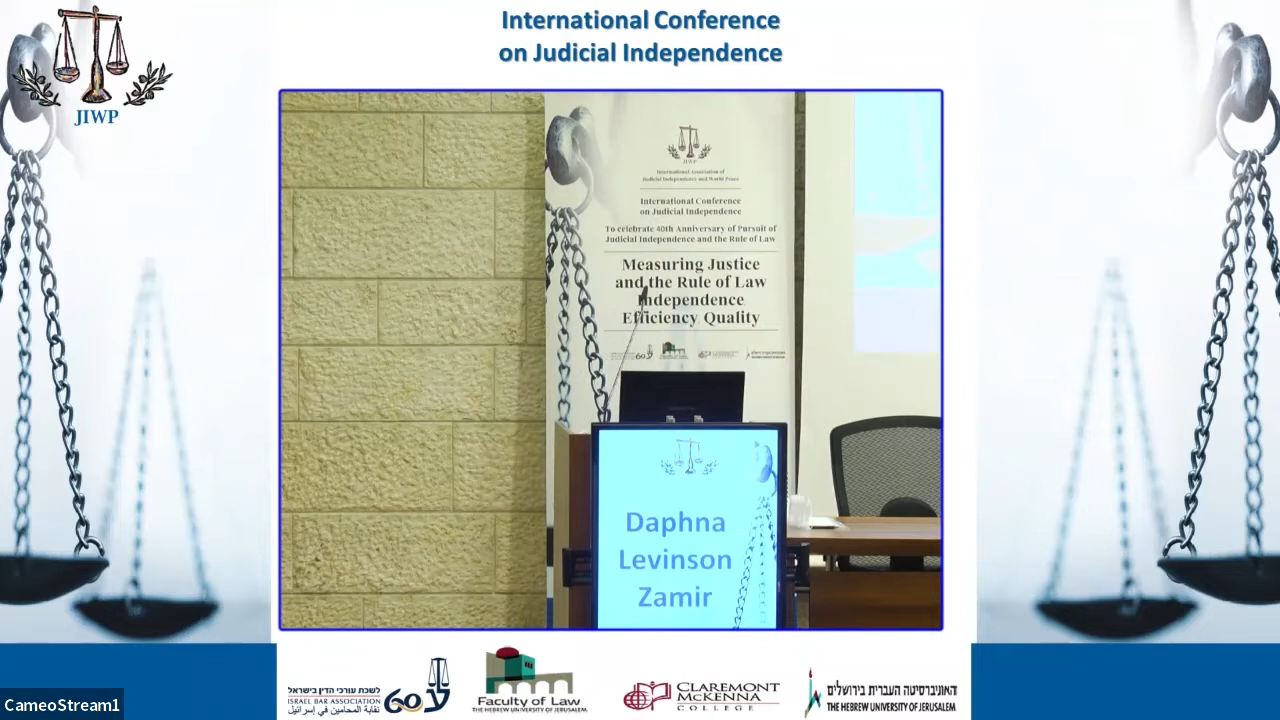 International Conference
on Judicial Independence
JIWP
JIWP
International Association of
Judicial Independence and World Peace
International Conference
on Judicial Independence
To celebrate 40th Anniversary of Pursuit of
Judicial Independence and the Rule of Law
Measuring Justice
and the Rule of Law
Independence
Efficiency Quality
Daphna
Levinson
Zamir
לשכת עורכי הדין בישראל
ISRAEL BAR ASSOCIATION
نقابة المحامين في إسرائيل
60
Faculty of Law
THE HEBREW UNIVERSITY OF JERUSALEM
CLAREMONT
MCKENNA
COLLEGE
האוניברסיטה העברית בירושלים
THE HEBREW UNIVERSITY OF JERUSALEM
CameoStream1